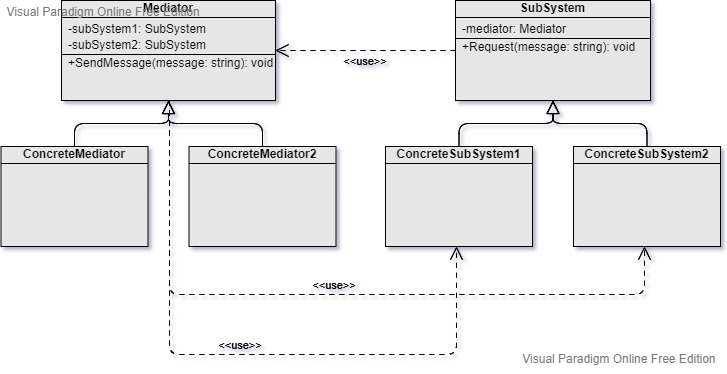 Visual Paradigm Online Free Edition
Mediator
-subSystem1: SubSystem
-subSystem2: SubSystem
+SendMessage(message: string): void
SubSystem
-mediator: Mediator
+Request(message: string): void
<<use>>
ConcreteMediator
ConcreteMediator2
ConcreteSubSystem1
ConcreteSubSystem2
<<use>>
<<use>>
Visual Paradigm Online Free Edition